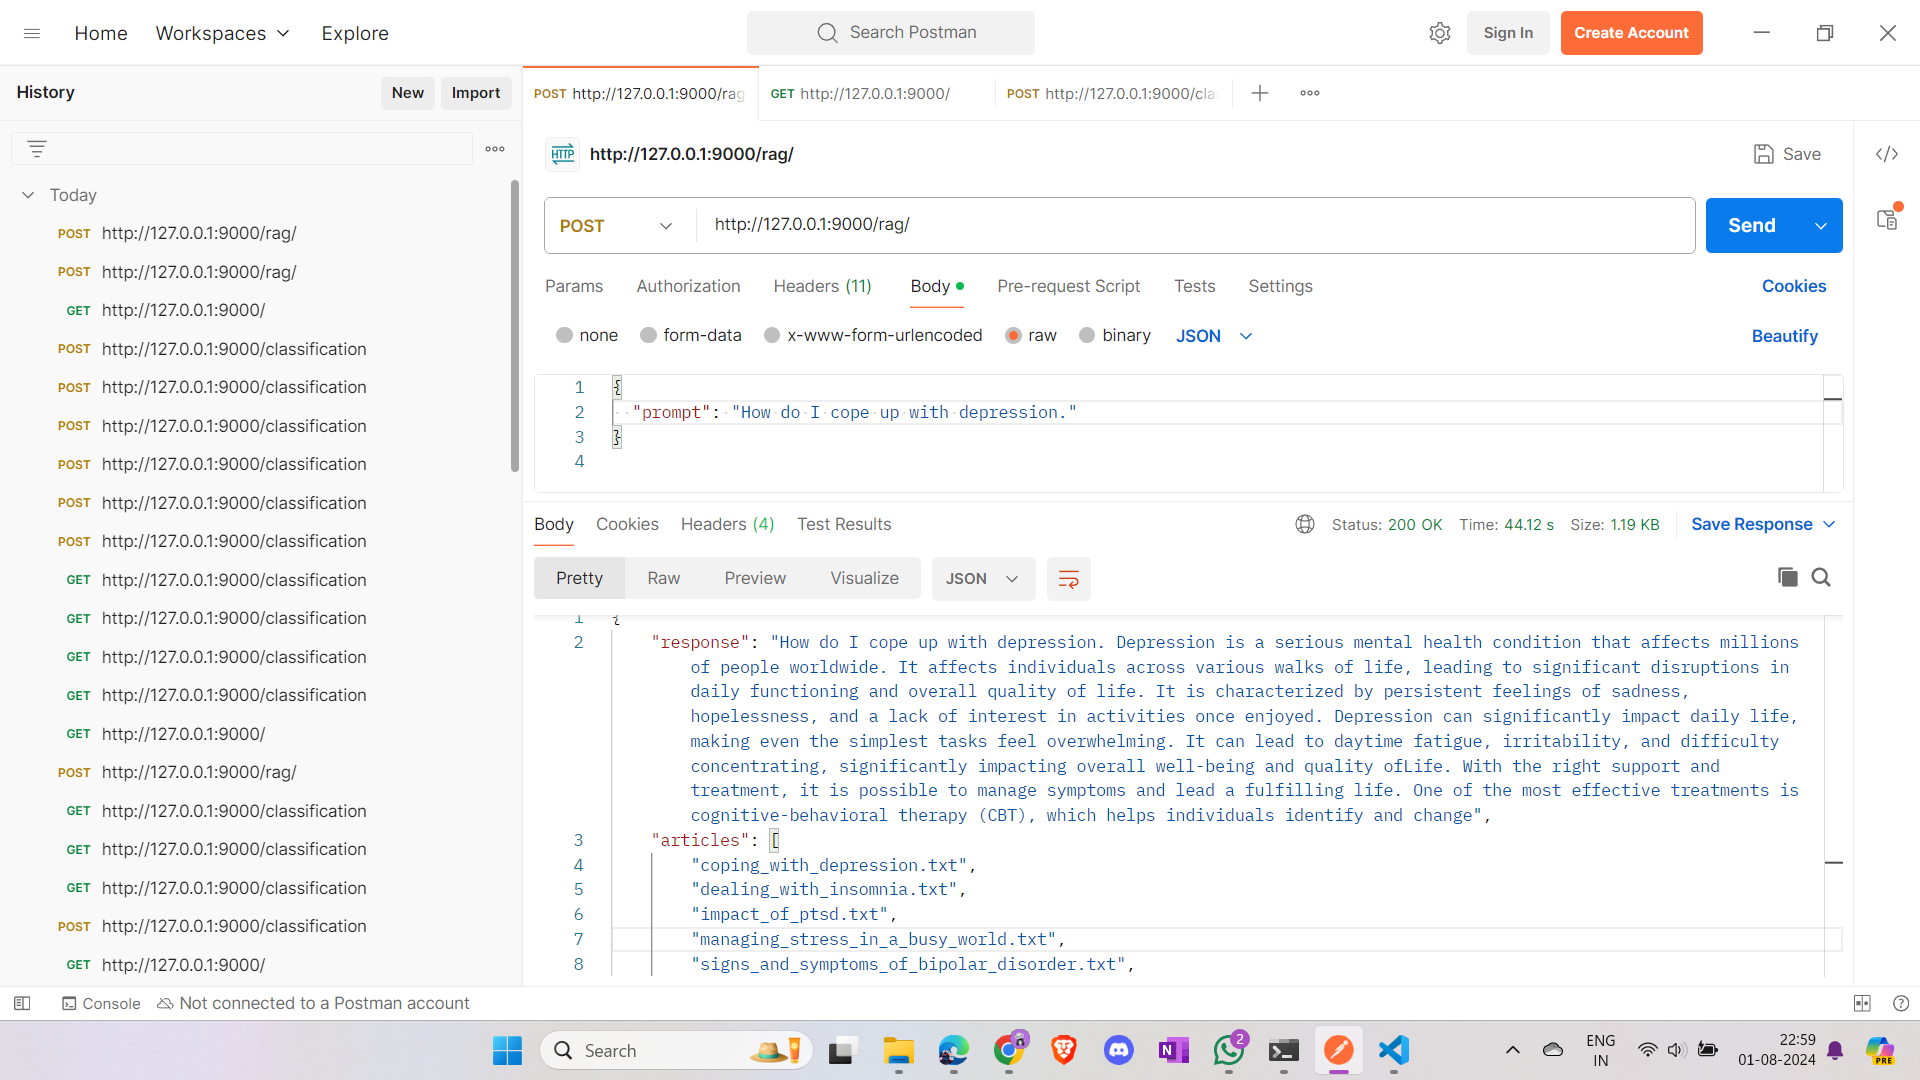 Home
Workspaces
Explore
Search Postman
Sign In
Create Account
History
New
Import
POST http://127.0.0.1:9000/rag
GET http://127.0.0.1:9000/
POST http://127.0.0.1:9000/cla
Today
POST http://127.0.0.1:9000/rag/
POST http://127.0.0.1:9000/rag/
GET http://127.0.0.1:9000/
POST http://127.0.0.1:9000/classification
POST http://127.0.0.1:9000/classification
POST http://127.0.0.1:9000/classification
POST http://127.0.0.1:9000/classification
POST http://127.0.0.1:9000/classification
POST http://127.0.0.1:9000/classification
GET http://127.0.0.1:9000/classification
GET http://127.0.0.1:9000/classification
GET http://127.0.0.1:9000/classification
GET http://127.0.0.1:9000/classification
GET http://127.0.0.1:9000/
POST http://127.0.0.1:9000/rag/
GET http://127.0.0.1:9000/classification
GET http://127.0.0.1:9000/classification
GET http://127.0.0.1:9000/classification
POST http://127.0.0.1:9000/classification
GET http://127.0.0.1:9000/
HTTP http://127.0.0.1:9000/rag/
Save
POST http://127.0.0.1:9000/rag/
Send
Params Authorization Headers (11) Body Pre-request Script Tests Settings
Cookies
none form-data x-www-form-urlencoded raw binary JSON
Beautify
1 {
2 "prompt": "How do I cope up with depression."
3 }
4
Body Cookies Headers (4) Test Results
Status: 200 OK Time: 44.12 s Size: 1.19 KB
Save Response
Pretty Raw Preview Visualize JSON
1 {
2 "response": "How do I cope up with depression. Depression is a serious mental health condition that affects millions
of people worldwide. It affects individuals across various walks of life, leading to significant disruptions in
daily functioning and overall quality of life. It is characterized by persistent feelings of sadness,
hopelessness, and a lack of interest in activities once enjoyed. Depression can significantly impact daily life,
making even the simplest tasks feel overwhelming. It can lead to daytime fatigue, irritability, and difficulty
concentrating, significantly impacting overall well-being and quality ofLife. With the right support and
treatment, it is possible to manage symptoms and lead a fulfilling life. One of the most effective treatments is
cognitive-behavioral therapy (CBT), which helps individuals identify and change",
3 "articles": [
4 "coping_with_depression.txt",
5 "dealing_with_insomnia.txt",
6 "impact_of_ptsd.txt",
7 "managing_stress_in_a_busy_world.txt",
8 "signs_and_symptoms_of_bipolar_disorder.txt",
Console
Not connected to a Postman account
Search
2
ENG
IN
22:59
01-08-2024
PRE